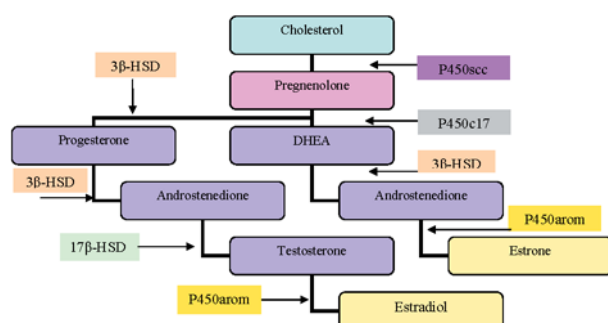 Cholesterol
3β-HSD
P450scc
Pregnenolone
P450c17
Progesterone
DHEA
3β-HSD
3β-HSD
Androstenedione
Androstenedione
P450arom
17β-HSD
Testosterone
Estrone
P450arom
Estradiol